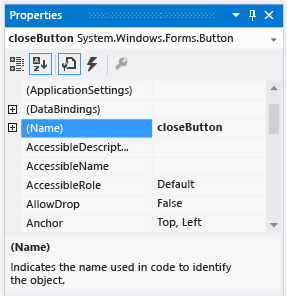 Properties
closeButton System.Windows.Forms.Button
(ApplicationSettings)
(DataBindings)
(Name) closeButton
AccessibleDescript...
AccessibleName
AccessibleRole Default
AllowDrop False
Anchor Top, Left
(Name)
Indicates the name used in code to identify
the object.